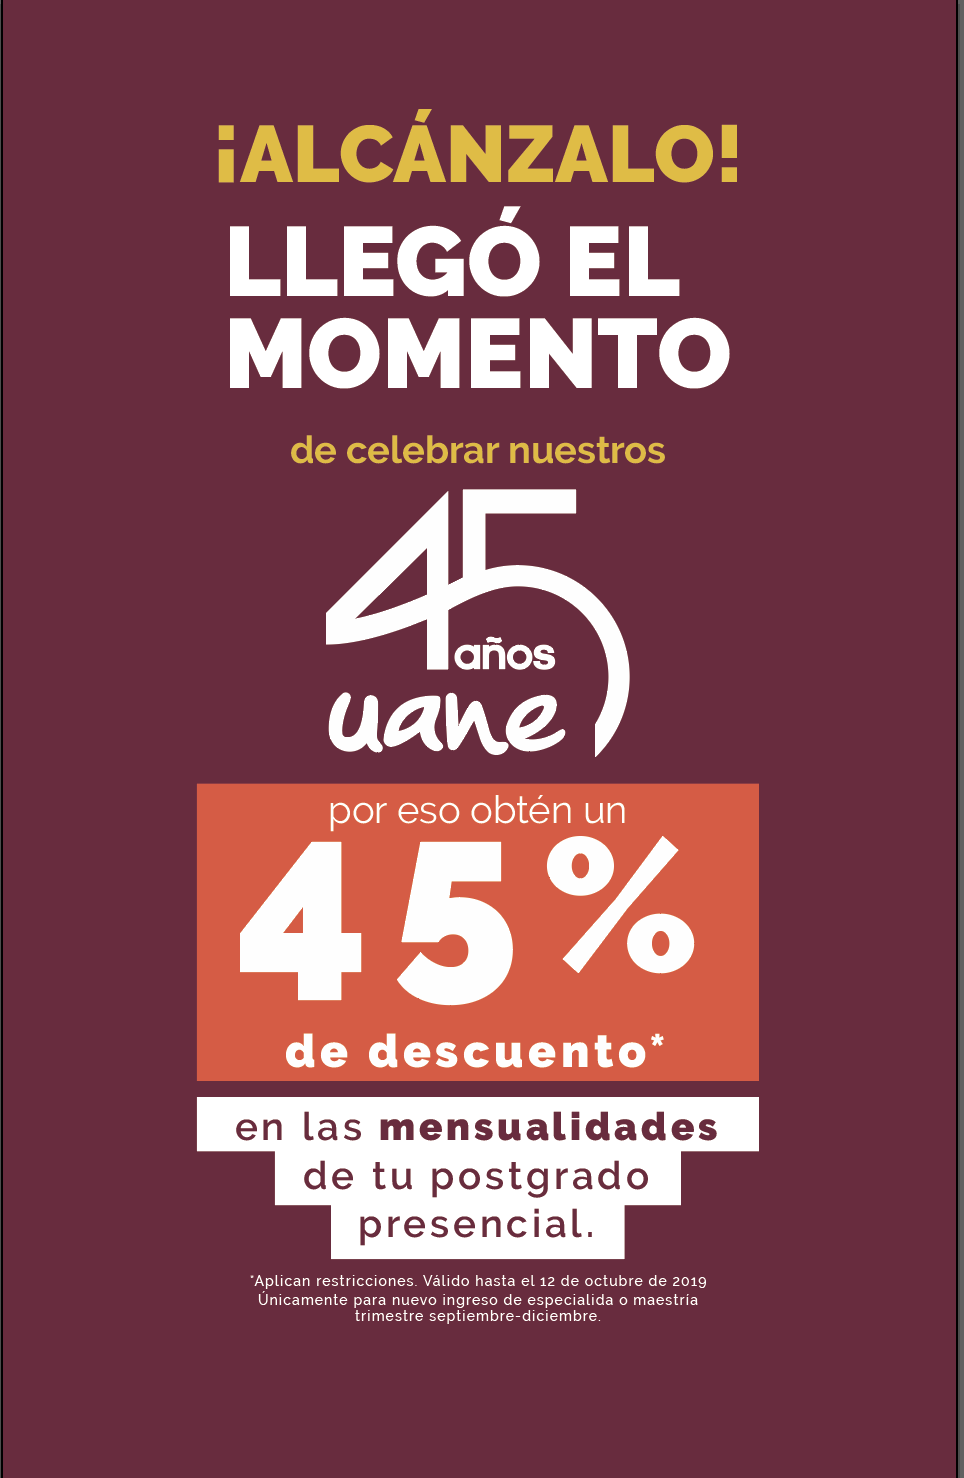 ¡ALCÁNZALO!
LLEGÓ EL
MOMENTO
de celebrar nuestros
45
años
uane
por eso obtén un
45%
de descuento*
en las mensualidades
de tu postgrado
presencial.
*Aplican restricciones. Válido hasta el 12 de octubre de 2019
Únicamente para nuevo ingreso de especialida o maestría
trimestre septiembre-diciembre.